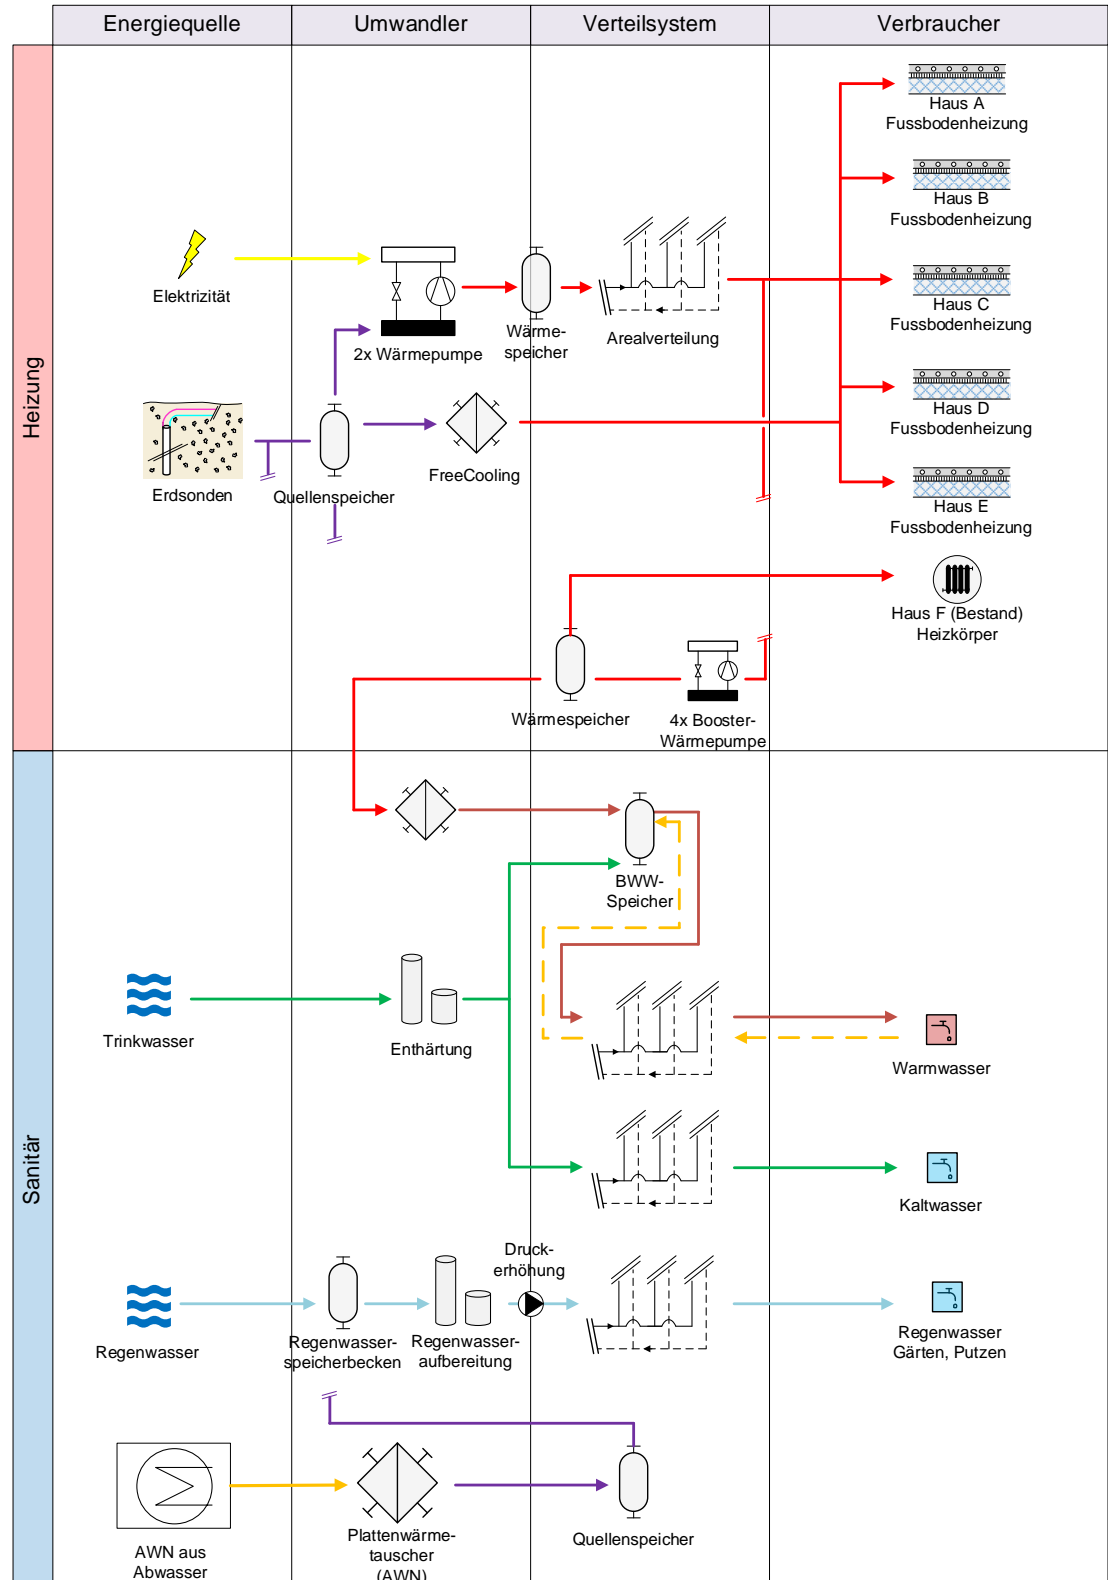 Energiequelle
Umwandler
Verteilsystem
Verbraucher
Heizung
Haus A
Fussbodenheizung
Haus B
Fussbodenheizung
Elektrizität
2x Wärmepumpe
Wärme-
speicher
Arealverteilung
Haus C
Fussbodenheizung
Haus D
Fussbodenheizung
Erdsonden
Quellenspeicher
FreeCooling
Haus E
Fussbodenheizung
Haus F (Bestand)
Heizkörper
Wärmespeicher
4x Booster-
Wärmepumpe
Sanitär
BWW-
Speicher
Trinkwasser
Enthärtung
Warmwasser
Kaltwasser
Druck-
erhöhung
Regenwasser
Regenwasser-
speicherbecken
Regenwasser-
aufbereitung
Regenwasser
Gärten, Putzen
AWN aus
Abwasser
Plattenwärme-
tauscher
(AWN)
Quellenspeicher